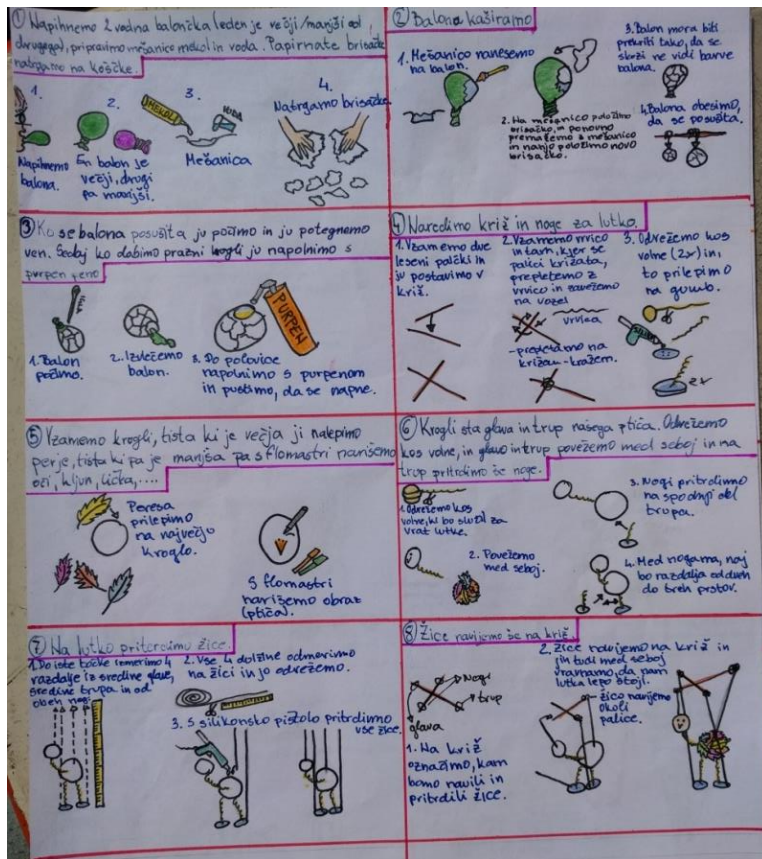 ① Napihnemo 2 vodna balončka (eden je večji/manjši od
drugega), pripravimo mešanico mekol in voda. Papirnate brisače
natrgamo na koščke.
1.
2.
3.
4.
MEKOL
VODA
Natrgamo brisačke
Napihnemo
balona.
En balon je
večji, drugi
pa manjši.
Mešanica
② Balona kaširamo
1. Mešanico nanesemo
na balon.
2. Na mešanico položimo
brisačko, ponovno
premažemo z mešanico
in nanjo položimo novo
brisačko.
3. Balon mora biti
prekriti tako, da se
skozi ne vidi barve
balona.
4. Balona obesimo,
da se posušita.
③ Ko se balona posušita ju počimo in ju potegnemo
ven. Sedaj ko dobimo prazni krogli ju napolnimo s
purpen peno
IGLA
PURPEN
1. Balon
počimo.
2. Izvlečemo
balon.
3. Do polovice
napolnimo s purpenom
in pustimo, da se napne.
④ Naredimo križ in noge za lutko.
1. Vzamemo dve
leseni palčki in
ju postavimo v
križ.
2. Vzamemo vrvico
in tam, kjer se
palici križata,
prepletemo z
vrvico in zavežemo
na vozel
vrvica
-prepletamo na
križan-kražem.
3. Odrežemo kos
volne (2x) in,
to prilepimo
na gumb.
2x
⑤ Vzamemo krogli, tista ki je večja ji nalepimo
perje, tista ki pa je manjša pa s flomastri narišemo
oči, kljun, lička,....
Peresa
prilepimo
na največjo
kroglo.
S flomastri
narišemo obraz
(ptiča).
⑥ Krogli sta glava in trup našega ptiča. Odrežemo
kos volne, in glavo in trup povežemo med seboj in na
trup pritrdimo še noge.
1. Odrežemo kos
volne, ki bo služil za
vrat lutke.
2. Povežemo
med seboj.
3. Nogi pritrdimo
na spodnji del
trupa.
4. Med nogama, naj
bo razdalja od dveh
do treh prstov.
⑦ Na lutko pritrdimo žice.
1. Do iste točke izmerimo 4
razdalje iz sredine glave,
sredine trupa in od
obeh nog.
2. Vse 4 dolžine odmerimo
na žici in jo odrežemo.
3. S silikonsko pištolo pritrdimo
vse žice.
⑧ Žice navijemo še na križ.
Nogi
trup
glava
1. Na križ
označimo, kam
bomo navili in
pritrdili žice.
2. Žice navijemo na križ in
jih tudi med seboj
vravnamo, da nam
lutka lepo stoji.
-žico navijemo
okoli
palice.